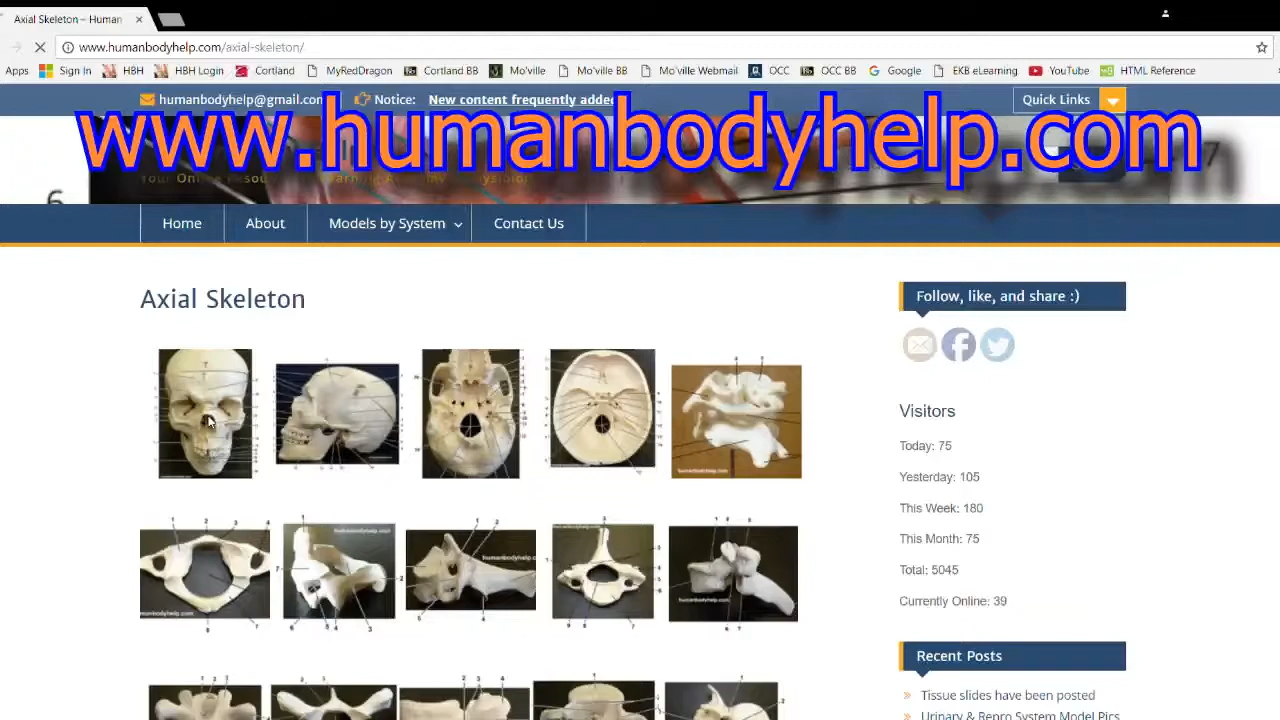 Axial Skeleton – Human
www.humanbodyhelp.com/axial-skeleton/
Apps Sign In HBH HBH Login Cortland MyRedDragon Cortland BB Mo'ville Mo'ville BB Mo'ville Webmail OCC OCC BB Google EKB eLearning YouTube HTML Reference
humanbodyhelp@gmail.com Notice: New content frequently added Quick Links
www.humanbodyhelp.com
Home About Models by System Contact Us
Axial Skeleton
Follow, like, and share :)
Visitors
Today: 75
Yesterday: 105
This Week: 180
This Month: 75
Total: 5045
Currently Online: 39
Recent Posts
Tissue slides have been posted
Urinary & Repro System Model Pics